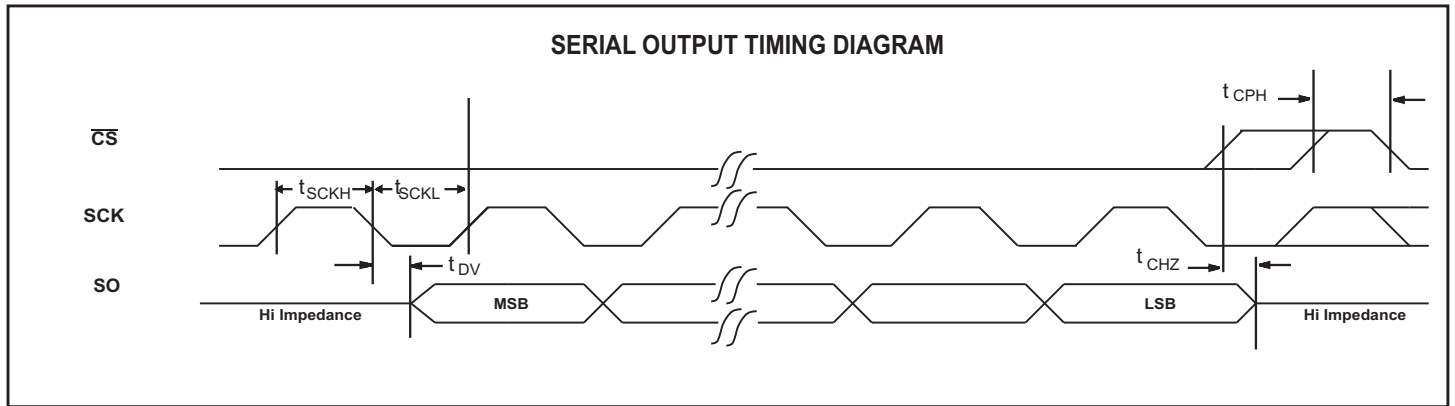 SERIAL OUTPUT TIMING DIAGRAM
t CPH
CS
t SCKH
t SCKL
SCK
t DV
t CHZ
SO
MSB
LSB
Hi Impedance
Hi Impedance